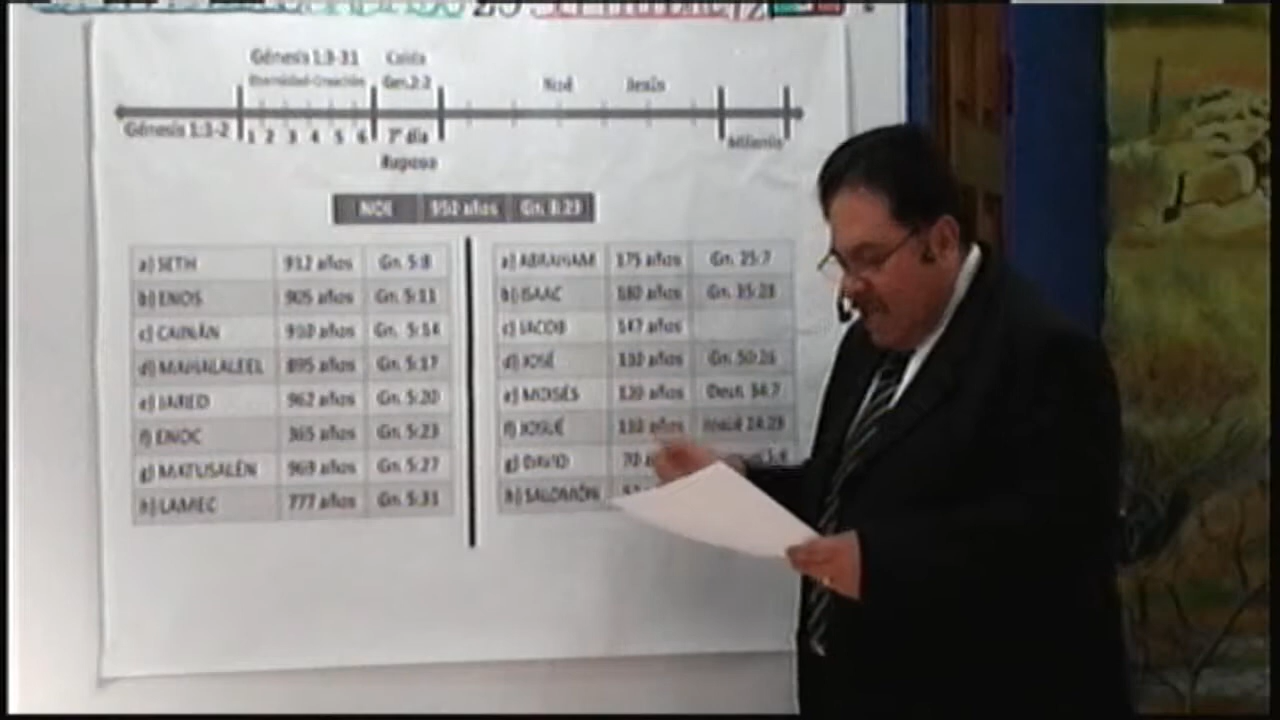 25
Génesis 1:3-31 Caída
Eternidad-Creación Gen.2:2 Noé Jesús
Génesis 1:1-2 1 2 3 4 5 6 7° día Milenio
Reposo
NOE 950 años Gn.
a) SETH 912 años Gn. 5:8
b) ENOS 905 años Gn. 5:11
c) CAINÁN 910 años Gn. 5:14
d) MAHALALEEL 895 años Gn. 5:17
e) JARED 962 años Gn. 5:20
f) ENOC 365 años Gn. 5:23
g) MATUSALÉN 969 años Gn. 5:27
h) LAMEC 777 años Gn. 5:31
a) ABRAHAM 175 años Gn. 25:7
b) ISAAC 180 años Gn. 35:28
c) JACOB 147 años
d) JOSÉ 110 años Gn. 50:26
e) MOISÉS 120 años Deut. 34:7
f) JOSUÉ 110 años Josué 24:29
g) DAVID 70
h) SALOMÓN